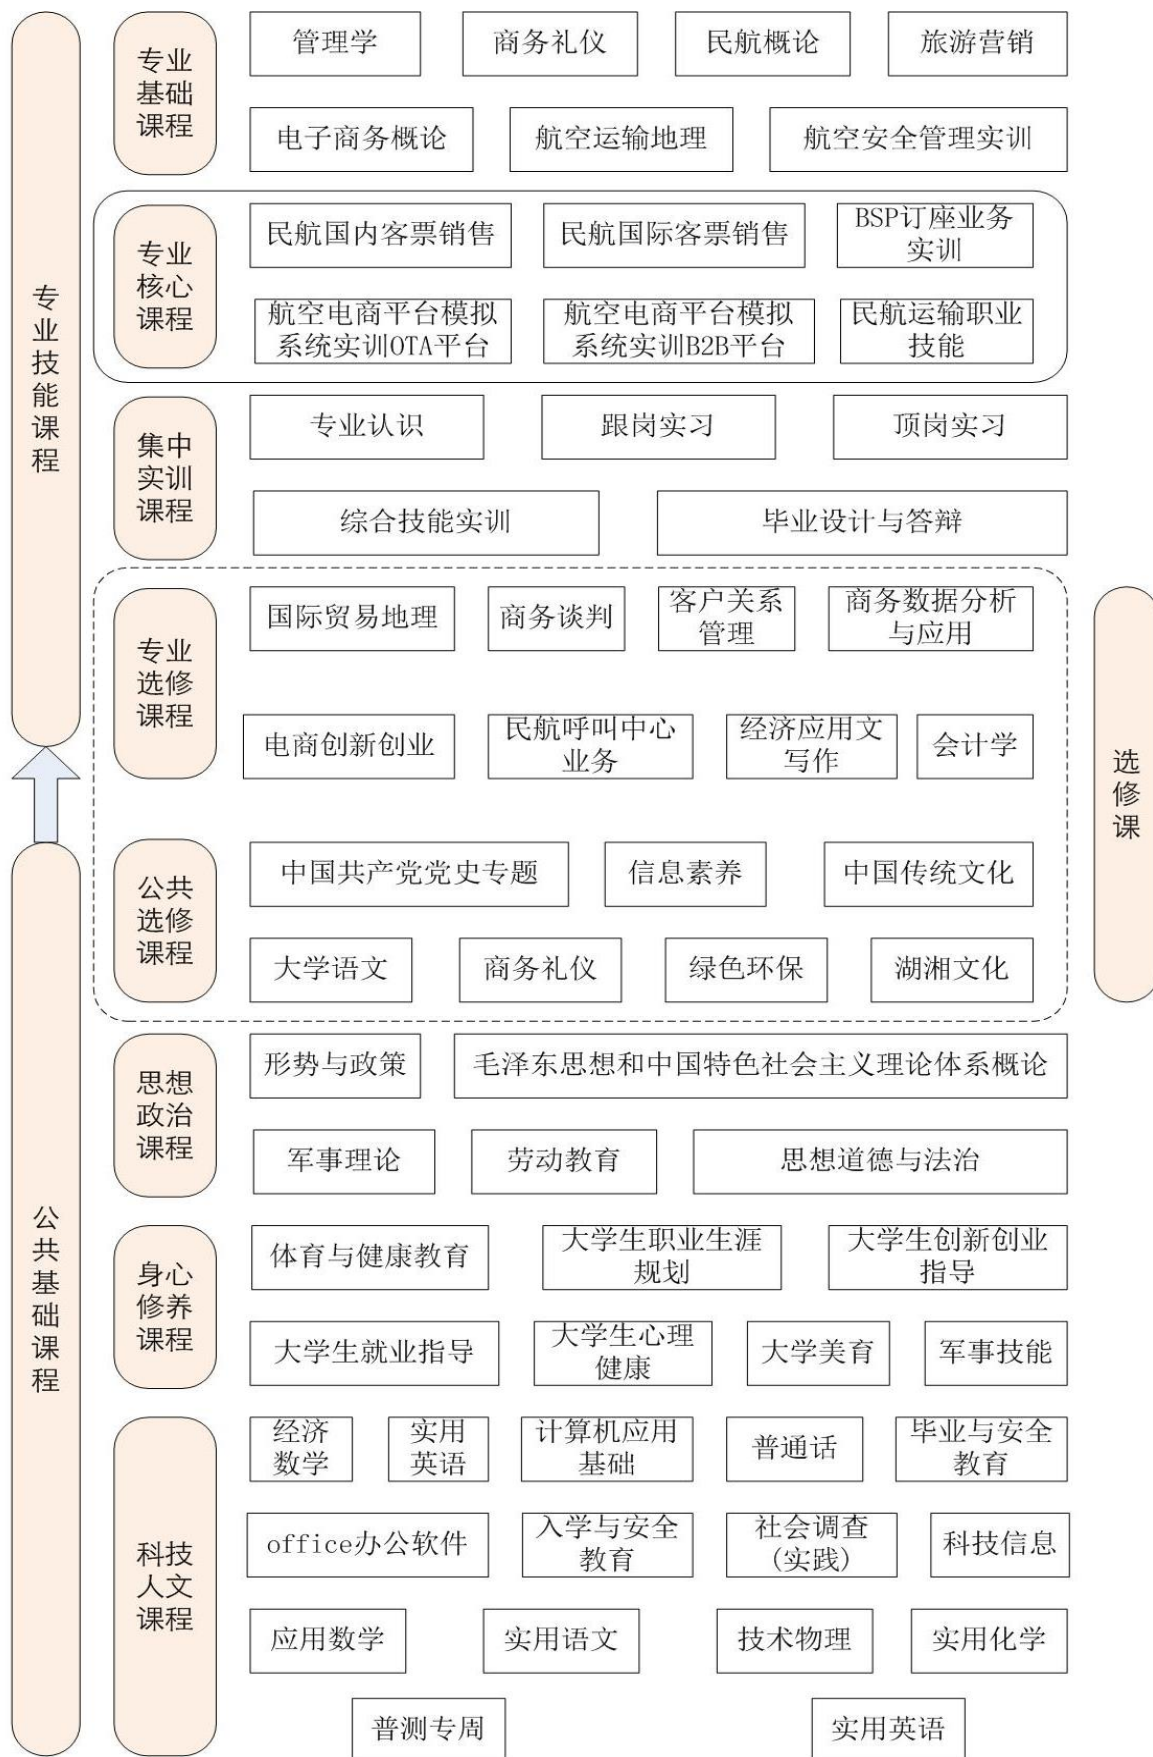 专业技能课程
专业
基础
课程
管理学
商务礼仪
民航概论
旅游营销
电子商务概论
航空运输地理
航空安全管理实训
专业
核心
课程
民航国内客票销售
民航国际客票销售
BSP订座业务
实训
航空电商平台模拟
系统实训OTA平台
航空电商平台模拟
系统实训B2B平台
民航运输职业
技能
集中
实训
课程
专业认识
跟岗实习
顶岗实习
综合技能实训
毕业设计与答辩
专业
选修
课程
国际贸易地理
商务谈判
客户关系
管理
商务数据分析
与应用
电商创新创业
民航呼叫中心
业务
经济应用文
写作
会计学
选修课
公共基础课程
公共
选修
课程
中国共产党党史专题
信息素养
中国传统文化
大学语文
商务礼仪
绿色环保
湖湘文化
思想
政治
课程
形势与政策
毛泽东思想和中国特色社会主义理论体系概论
军事理论
劳动教育
思想道德与法治
身心
修养
课程
体育与健康教育
大学生职业生涯
规划
大学生创新创业
指导
大学生就业指导
大学生心理
健康
大学美育
军事技能
科技
人文
课程
经济
数学
实用
英语
计算机应用
基础
普通话
毕业与安全
教育
office办公软件
入学与安全
教育
社会调查
(实践)
科技信息
应用数学
实用语文
技术物理
实用化学
普测专周
实用英语